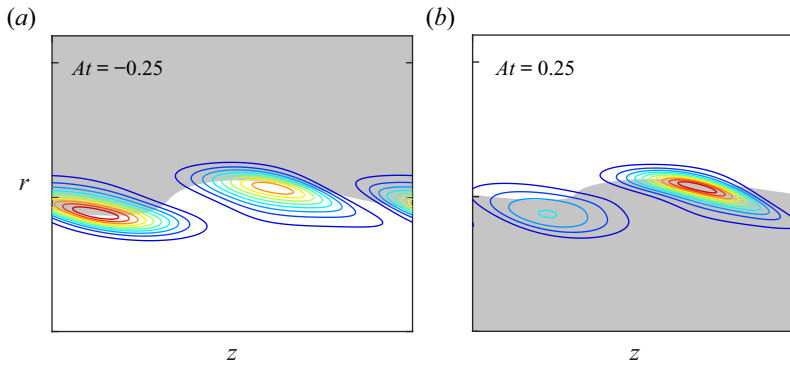 (a)
(b)
At = −0.25
At = 0.25
r
z
z